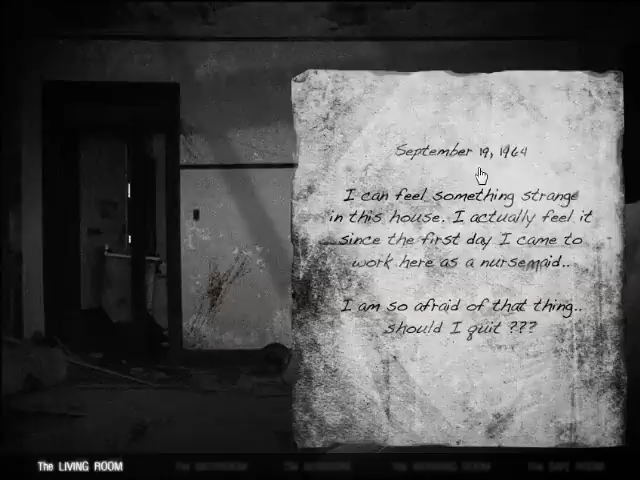 September 19, 1964
I can feel something strange
in this house. I actually feel it
since the first day I came to
work here as a nursemaid..
I am so afraid of that thing..
should I quit ???
The LIVING ROOM